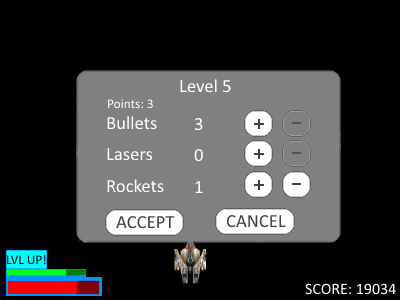 Level 5
Points: 3
Bullets 3 + -
Lasers 0 + -
Rockets 1 + -
ACCEPT CANCEL
LVL UP!
SCORE: 19034